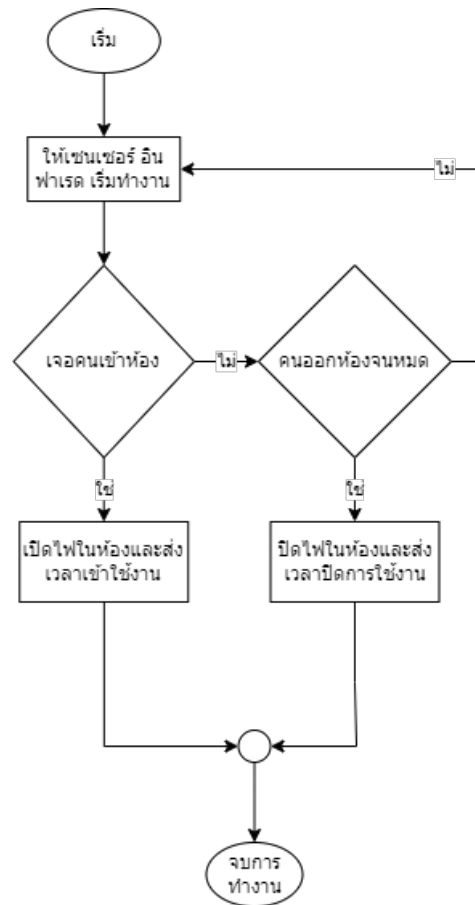 เริ่ม
ให้เซนเซอร์ อิน
ฟาเรด เริ่มทำงาน
ไม่
เจอคนเข้าห้อง
ไม่
คนออกห้องจนหมด
ใช่
ใช่
เปิดไฟในห้องและส่ง
เวลาเข้าใช้งาน
ปิดไฟในห้องและส่ง
เวลาปิดการใช้งาน
จบการ
ทำงาน